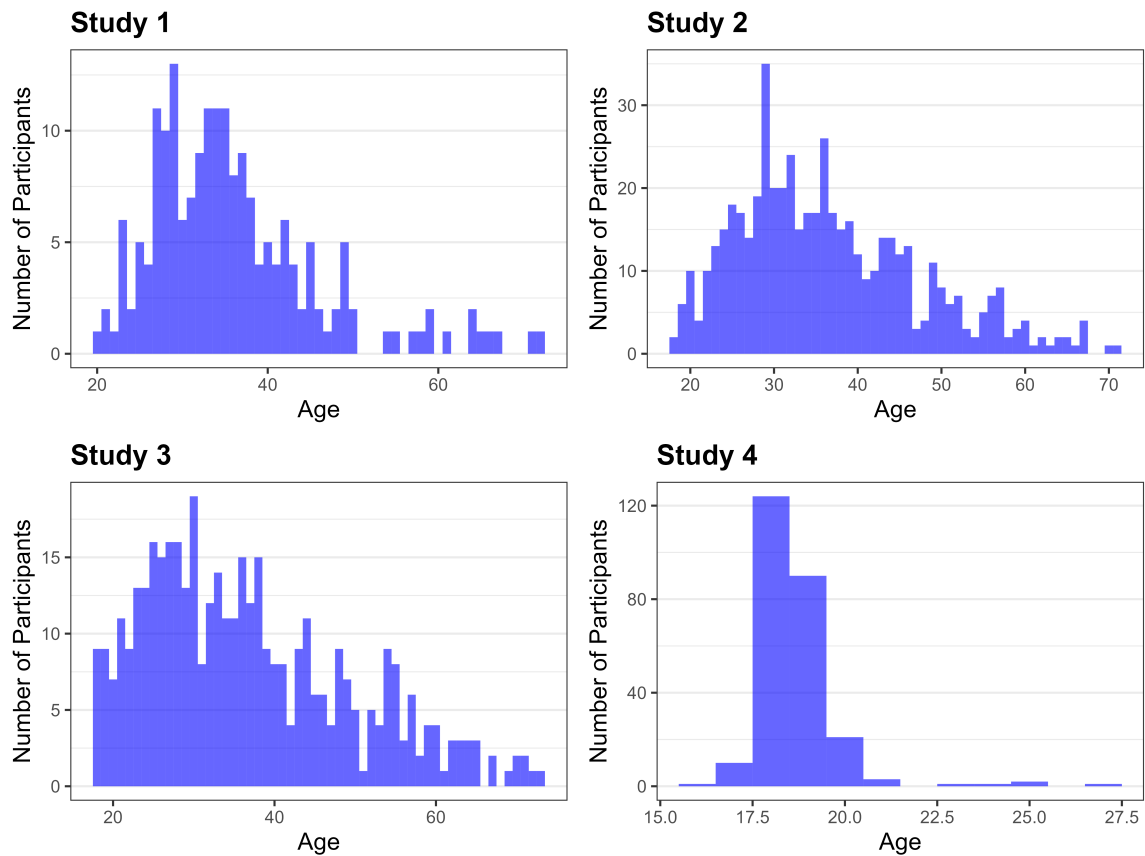 Study 1
Number of Participants
10
5
0
20 40 60
Age
Study 2
Number of Participants
30
20
10
0
20 30 40 50 60 70
Age
Study 3
Number of Participants
15
10
5
0
20 40 60
Age
Study 4
Number of Participants
120
80
40
0
15.0 17.5 20.0 22.5 25.0 27.5
Age